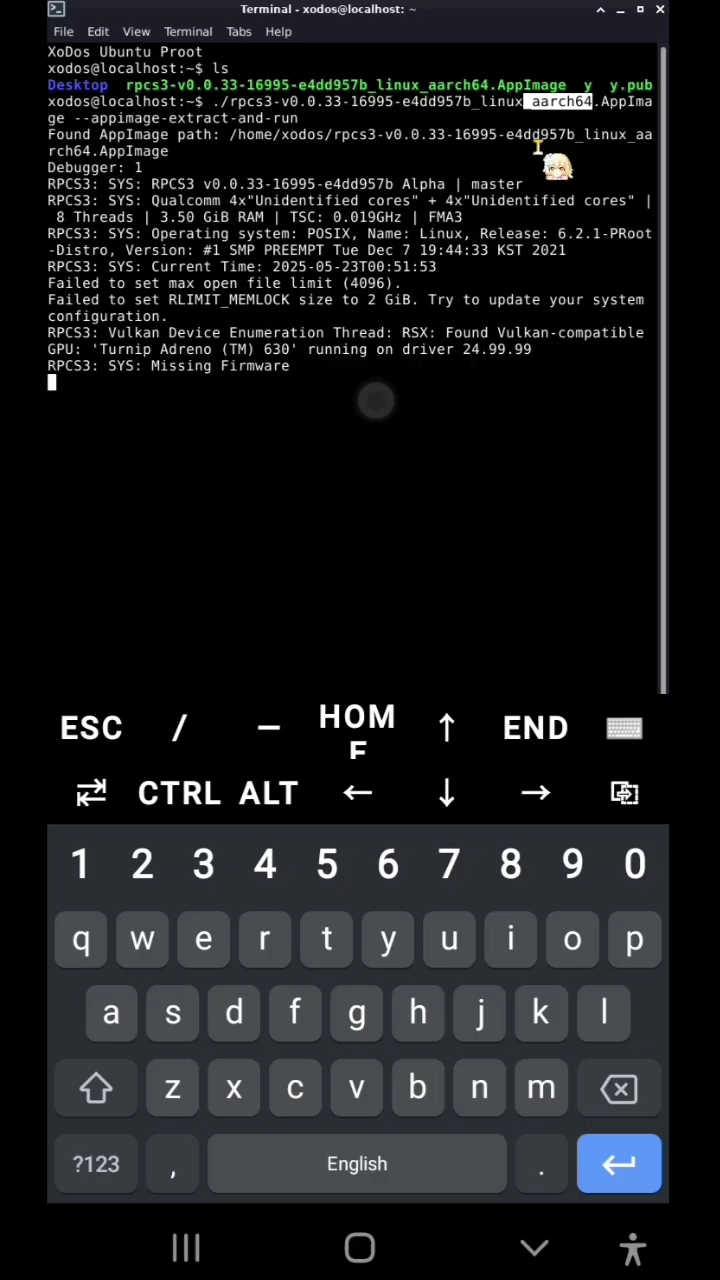 Terminal - xodos@localhost: ~
File Edit View Terminal Tabs Help
XoDos Ubuntu Proot
xodos@localhost:~$ ls
Desktop rpcs3-v0.0.33-16995-e4dd957b_linux_aarch64.AppImage y y.pub
xodos@localhost:~$ ./rpcs3-v0.0.33-16995-e4dd957b_linux_aarch64.AppIma
ge --appimage-extract-and-run
Found AppImage path: /home/xodos/rpcs3-v0.0.33-16995-e4dd957b_linux_aa
rch64.AppImage
Debugger: 1
RPCS3: SYS: RPCS3 v0.0.33-16995-e4dd957b Alpha | master
RPCS3: SYS: Qualcomm 4x"Unidentified cores" + 4x"Unidentified cores" |
8 Threads | 3.50 GiB RAM | TSC: 0.019GHz | FMA3
RPCS3: SYS: Operating system: POSIX, Name: Linux, Release: 6.2.1-PRoot
-Distro, Version: #1 SMP PREEMPT Tue Dec 7 19:44:33 KST 2021
RPCS3: SYS: Current Time: 2025-05-23T00:51:53
Failed to set max open file limit (4096).
Failed to set RLIMIT_MEMLOCK size to 2 GiB. Try to update your system
configuration.
RPCS3: Vulkan Device Enumeration Thread: RSX: Found Vulkan-compatible
GPU: 'Turnip Adreno (TM) 630' running on driver 24.99.99
RPCS3: SYS: Missing Firmware
ESC / – HOM
E ↑ END
CTRL ALT ← ↓ →
1 2 3 4 5 6 7 8 9 0
q w e r t y u i o p
a s d f g h j k l
z x c v b n m
?123 , English .